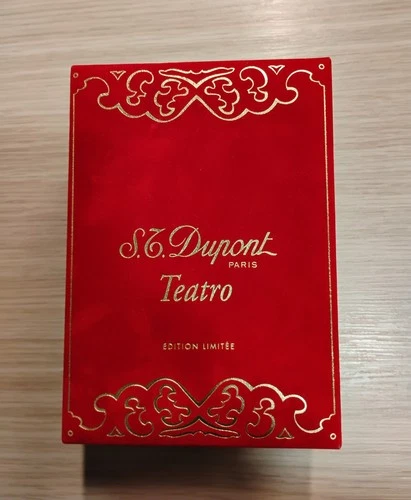 S.T. Dupont
PARIS
Teatro
ÉDITION LIMITÉE